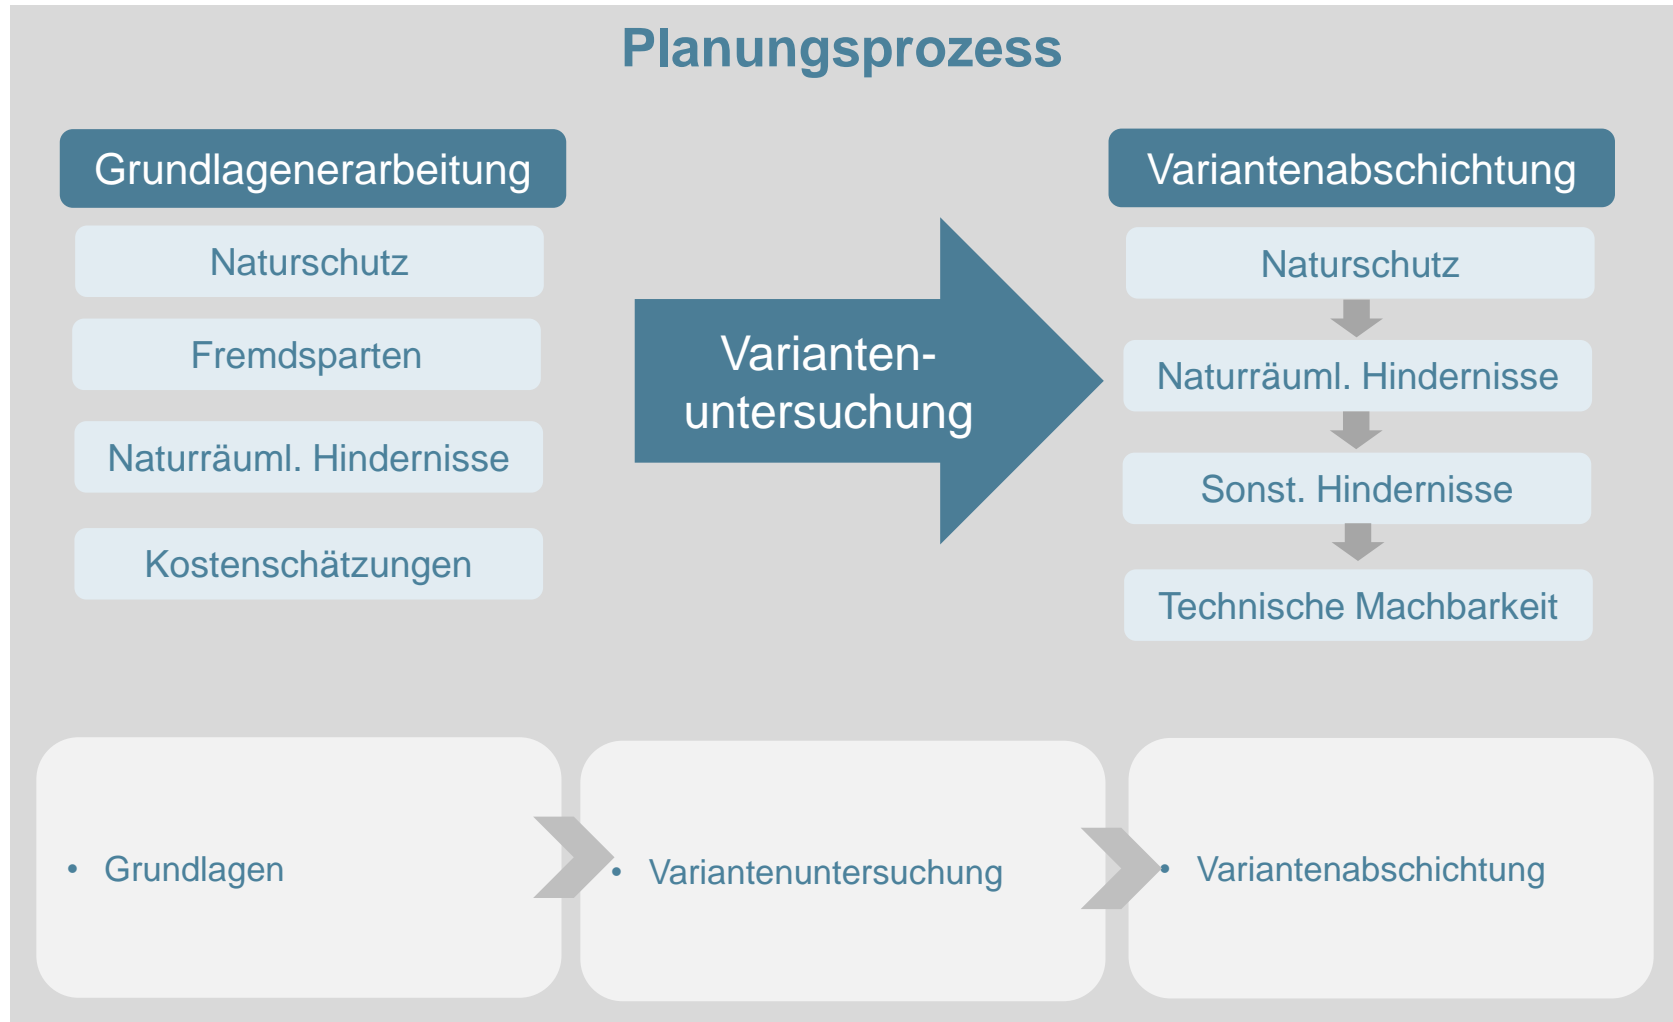 Planungsprozess
Grundlagenerarbeitung
Naturschutz
Fremdsparten
Naturräuml. Hindernisse
Kostenschätzungen
Varianten-
untersuchung
Variantenabschichtung
Naturschutz
Naturräuml. Hindernisse
Sonst. Hindernisse
Technische Machbarkeit
• Grundlagen
• Variantenuntersuchung
• Variantenabschichtung